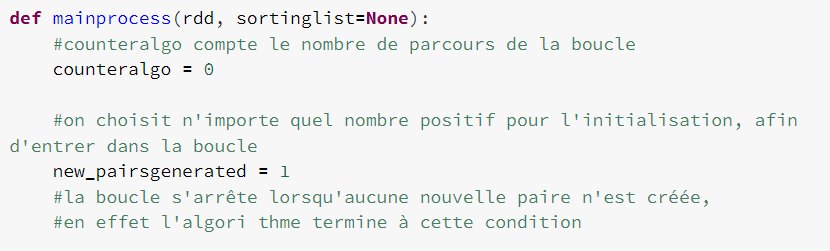 def mainprocess(rdd, sortinglist=None):
#counteralgo compte le nombre de parcours de la boucle
counteralgo = 0
#on choisit n'importe quel nombre positif pour l'initialisation, afin
d'entrer dans la boucle
new_pairsgenerated = 1
#la boucle s'arrête lorsqu'aucune nouvelle paire n'est créée,
#en effet l'algori thme termine à cette condition